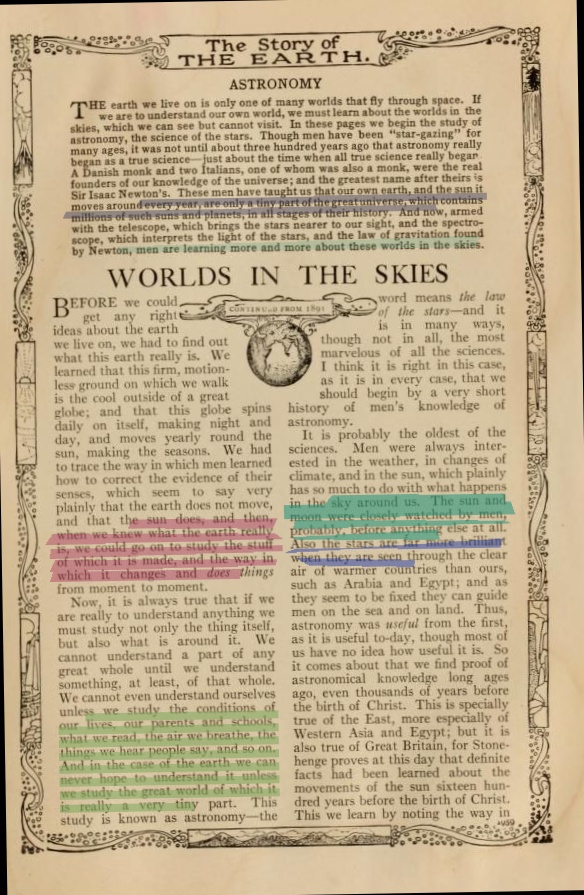 The Story of
THE EARTH.
ASTRONOMY
THE earth we live on is only one of many worlds that fly through space. If
we are to understand our own world, we must learn about the worlds in the
skies, which we can see but cannot visit. In these pages we begin the study of
astronomy, the science of the stars. Though men have been "star-gazing" for
many ages, it was not until about three hundred years ago that astronomy really
began as a true science—just about the time when all true science really began
A Danish monk and two Italians, one of whom was also a monk, were the real
founders of our knowledge of the universe; and the greatest name after theirs is
Sir Isaac Newton's. These men have taught us that our own earth, and the sun it
moves around every year, are only a tiny part of the great universe, which contains
millions of such suns and planets, in all stages of their history. And now, armed
with the telescope, which brings the stars nearer to our sight, and the spectro-
scope, which interprets the light of the stars, and the law of gravitation found
by Newton, men are learning more and more about these worlds in the skies.
WORLDS IN THE SKIES
CONTINUED FROM 1801
BEFORE we could
get any right
ideas about the earth
we live on, we had to find out
what this earth really is. We
learned that this firm, motion-
less ground on which we walk
is the cool outside of a great
globe; and that this globe spins
daily on itself, making night and
day, and moves yearly round the
sun, making the seasons. We had
to trace the way in which men learned
how to correct the evidence of their
senses, which seem to say very
plainly that the earth does not move,
and that the sun does, and then,
when we knew what the earth really
is, we could go on to study the stuff
of which it is made, and the way in
which it changes and does things
from moment to moment.
Now, it is always true that if we
are really to understand anything we
must study not only the thing itself,
but also what is around it. We
cannot understand a part of any
great whole until we understand
something, at least, of that whole.
We cannot even understand ourselves
unless we study the conditions of
our lives, our parents and schools,
what we read, the air we breathe, the
things we hear people say, and so on.
And in the case of the earth we can
never hope to understand it unless
we study the great world of which it
is really a very tiny part. This
study is known as astronomy—the
word means the law
of the stars—and it
is in many ways,
though not in all, the most
marvelous of all the sciences.
I think it is right in this case,
as it is in every case, that we
should begin by a very short
history of men's knowledge of
astronomy.
It is probably the oldest of the
sciences. Men were always inter-
ested in the weather, in changes of
climate, and in the sun, which plainly
has so much to do with what happens
in the sky around us. The sun and
moon were closely watched by men,
probably, before anything else at all.
Also the stars are far more brilliant
when they are seen through the clear
air of warmer countries than ours,
such as Arabia and Egypt; and as
they seem to be fixed they can guide
men on the sea and on land. Thus,
astronomy was useful from the first,
as it is useful to-day, though most of
us have no idea how useful it is. So
it comes about that we find proof of
astronomical knowledge long ages
ago, even thousands of years before
the birth of Christ. This is specially
true of the East, more especially of
Western Asia and Egypt; but it is
also true of Great Britain, for Stone-
henge proves at this day that definite
facts had been learned about the
movements of the sun sixteen hun-
dred years before the birth of Christ.
This we learn by noting the way in
1959